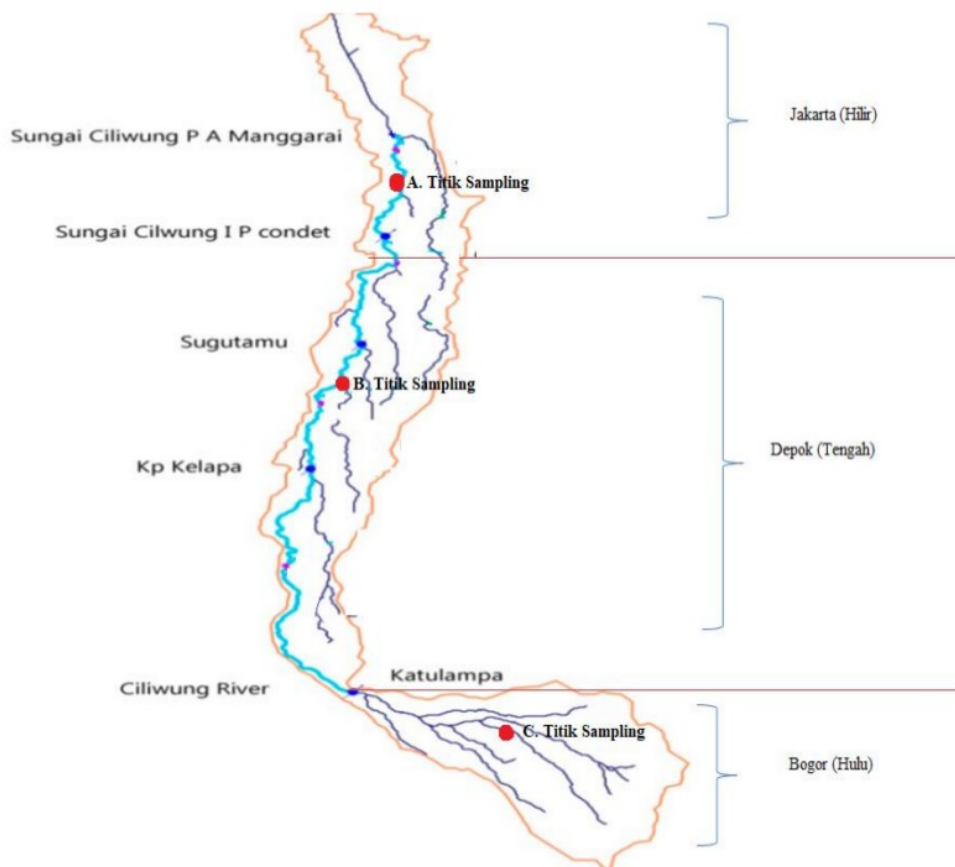 Jakarta (Hilir)
Sungai Ciliwung P A Manggarai
A. Titik Sampling
Sungai Cilwung I P condet
Sugutamu
B. Titik Sampling
Depok (Tengah)
Kp Kelapa
Katulampa
Ciliwung River
C. Titik Sampling
Bogor (Hulu)